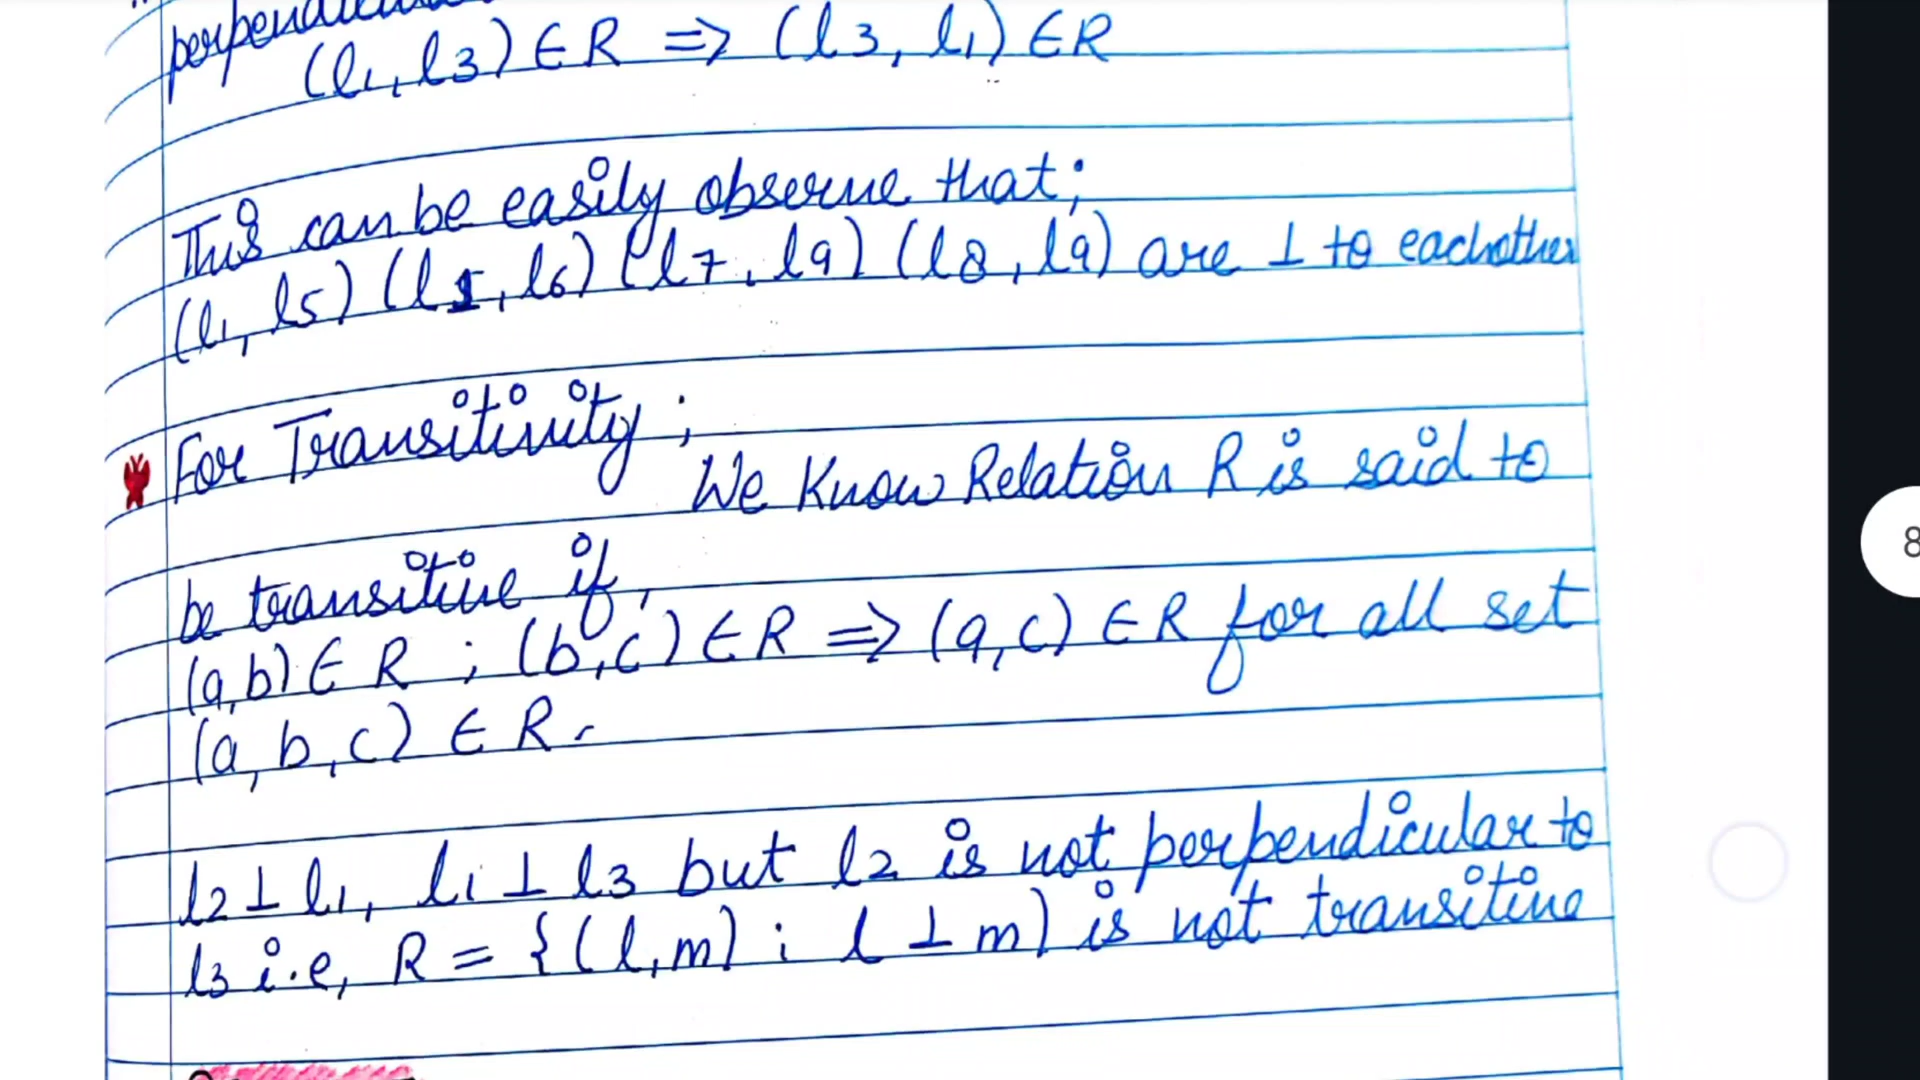 perpendicular
(l1, l3) ∈ R => (l3, l1) ∈ R
This can be easily observe that;
(l1, l5) (l1, l6) (l7, l9) (l8, l9) are ⊥ to eachother
For Transitivity;
We Know Relation R is said to
be transitive if,
(a,b) ∈ R ; (b,c) ∈ R => (a,c) ∈ R for all set
(a, b, c) ∈ R.
l2 ⊥ l1, l1 ⊥ l3 but l2 is not perpendicular to
l3 i.e, R = {(l,m) : l ⊥ m) is not transitive
8